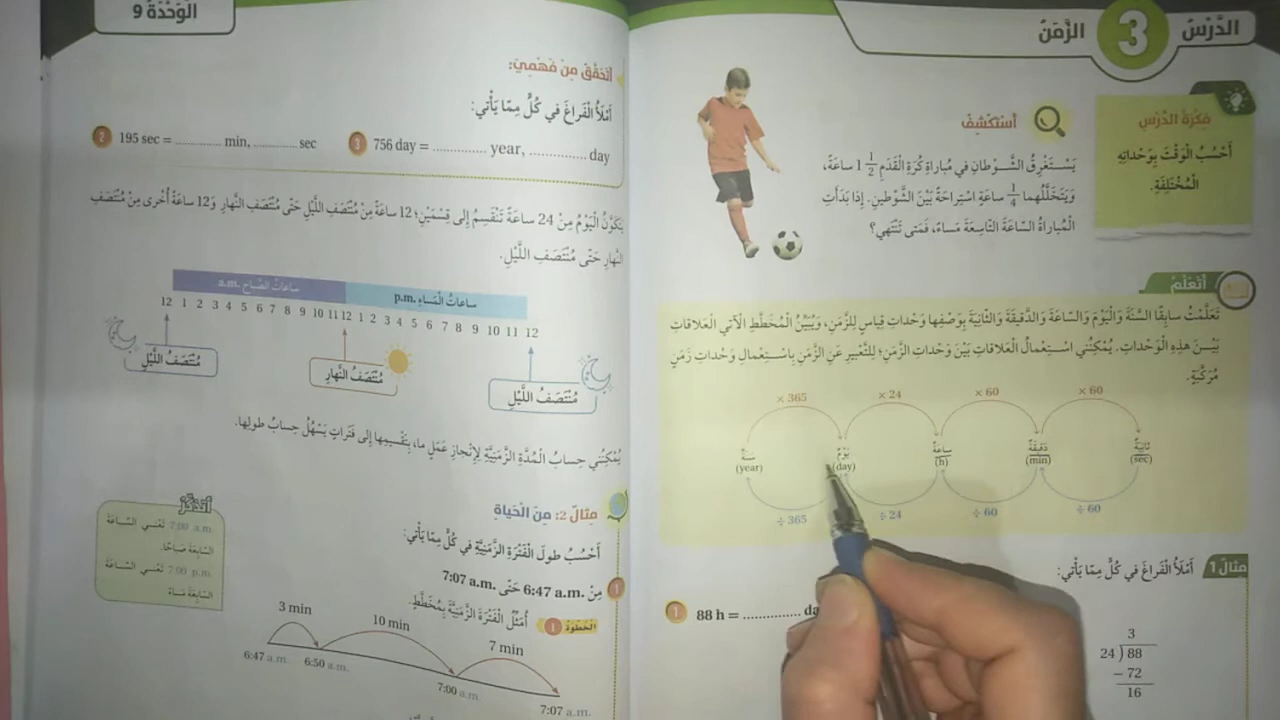 الدَّرْسُ 3 الزَّمَنُ
فِكْرَةُ الدَّرْسِ
أَحْسُبُ الْوَقْتَ بِوَحْداتِهِ
الْمُخْتَلِفَةِ.
أَسْتَكْشِفُ
يَسْتَغْرِقُ الشَّوْطانِ في مُباراةِ كُرَةِ الْقَدَمِ 1 1/2 ساعَةً،
وَيَتَخَلَّلُهما 1/4 ساعَةِ اسْتِراحَةً بَيْنَ الشَّوْطَيْنِ. إِذا بَدَأَتِ
الْمُباراةُ السّاعَةَ التّاسِعَةَ مَساءً، فَمَتى تَنْتَهي؟
أَتَعَلَّمُ
تَعَلَّمْتُ سابِقًا السَّنَةَ وَالْيَوْمَ وَالسّاعَةَ وَالدَّقيقَةَ وَالثّانِيَةَ بِوَصْفِها وَحْداتِ قِياسٍ لِلزَّمَنِ، وَيُبَيِّنُ الْمُخَطَّطُ الْآتي الْعَلاقاتِ
بَيْنَ هذِهِ الْوَحْداتِ. يُمْكِنُني اسْتِعْمالُ الْعَلاقاتِ بَيْنَ وَحْداتِ الزَّمَنِ؛ لِلتَّعْبيرِ عَنِ الزَّمَنِ بِاسْتِعْمالِ وَحْداتِ زَمَنٍ
مُرَكَّبَةٍ.
× 365 × 24 × 60 × 60
سَنَةٌ يَوْمٌ ساعَةٌ دَقيقَةٌ ثانِيَةٌ
(year) (day) (h) (min) (sec)
÷ 365 ÷ 24 ÷ 60 ÷ 60
مثال 1 أَمْلَأُ الْفَراغَ في كُلٍّ مِمّا يَأْتي:
1 88 h = ............ da
3
24 ) 88
− 72
16
الْوَحْدَةُ 9
أَتَحَقَّقُ مِنْ فَهْمِيَ:
أَمْلَأُ الْفَراغَ في كُلٍّ مِمّا يَأْتي:
2 195 sec = ............ min, ............ sec 3 756 day = ............ year, ............ day
يَتَكَوَّنُ الْيَوْمُ مِنْ 24 ساعَةً تَنْقَسِمُ إِلى قِسْمَيْنِ؛ 12 ساعَةً مِنْ مُنْتَصَفِ اللَّيْلِ حَتّى مُنْتَصَفِ النَّهارِ وَ12 ساعَةً أُخْرى مِنْ مُنْتَصَفِ
النَّهارِ حَتّى مُنْتَصَفِ اللَّيْلِ.
ساعاتُ الصَّباحِ a.m. ساعاتُ الْمَساءِ p.m.
12 1 2 3 4 5 6 7 8 9 10 11 12 1 2 3 4 5 6 7 8 9 10 11 12
مُنْتَصَفُ اللَّيْلِ مُنْتَصَفُ النَّهارِ مُنْتَصَفُ اللَّيْلِ
يُمْكِنُني حِسابُ الْمُدَّةِ الزَّمَنِيَّةِ لِإِنْجازِ عَمَلٍ ما، بِتَقْسيمِها إِلى فَتَراتٍ يَسْهُلُ حِسابُ طولِها.
مثال 2: مِنَ الْحَياةِ
أَحْسُبُ طولَ الْفَتْرَةِ الزَّمَنِيَّةِ في كُلٍّ مِمّا يَأْتي:
1 مِنْ 6:47 a.m. حَتّى 7:07 a.m.
الخطوة 1 أُمَثِّلُ الْفَتْرَةَ الزَّمَنِيَّةَ بِمُخَطَّطٍ.
3 min 10 min 7 min
6:47 a.m. 6:50 a.m. 7:00 a.m. 7:07 a.m.
أَتَذَكَّرُ
7:00 a.m. تَعْني السّاعَةَ
السّابِعَةَ صَباحًا.
7:00 p.m. تَعْني السّاعَةَ
السّابِعَةَ مَساءً